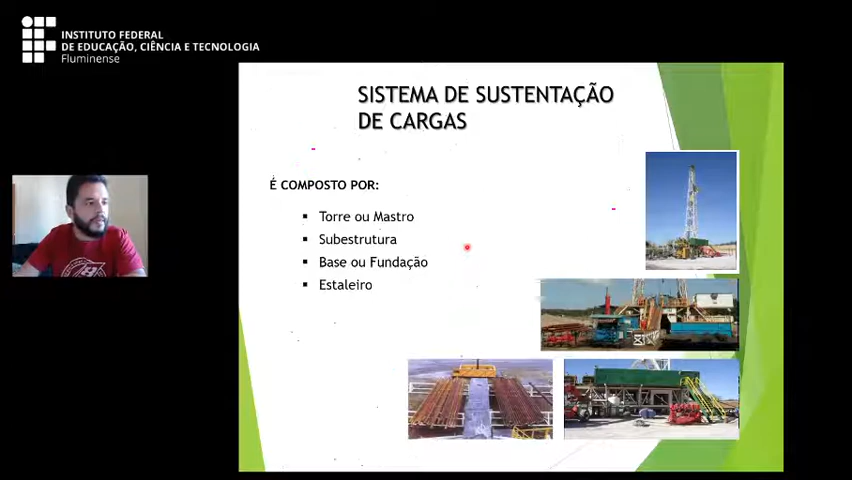 INSTITUTO FEDERAL
DE EDUCAÇÃO, CIÊNCIA E TECNOLOGIA
Fluminense
SISTEMA DE SUSTENTAÇÃO
DE CARGAS
É COMPOSTO POR:
▪ Torre ou Mastro
▪ Subestrutura
▪ Base ou Fundação
▪ Estaleiro